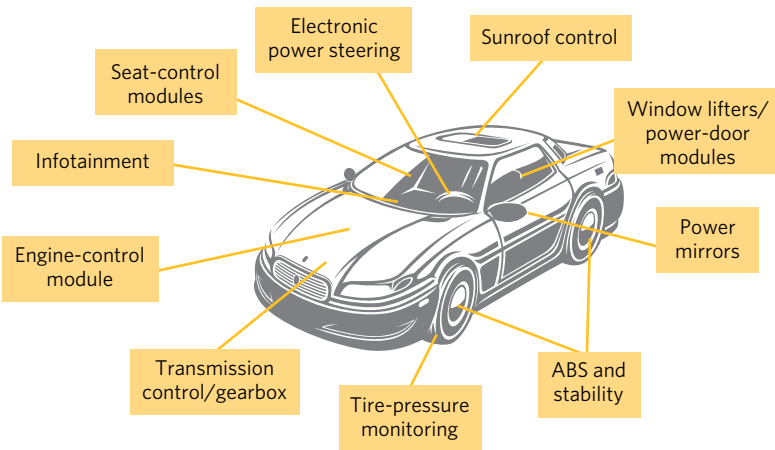 Electronic
power steering
Sunroof control
Seat-control
modules
Window lifters/
power-door
modules
Infotainment
Power
mirrors
Engine-control
module
Transmission
control/gearbox
ABS and
stability
Tire-pressure
monitoring